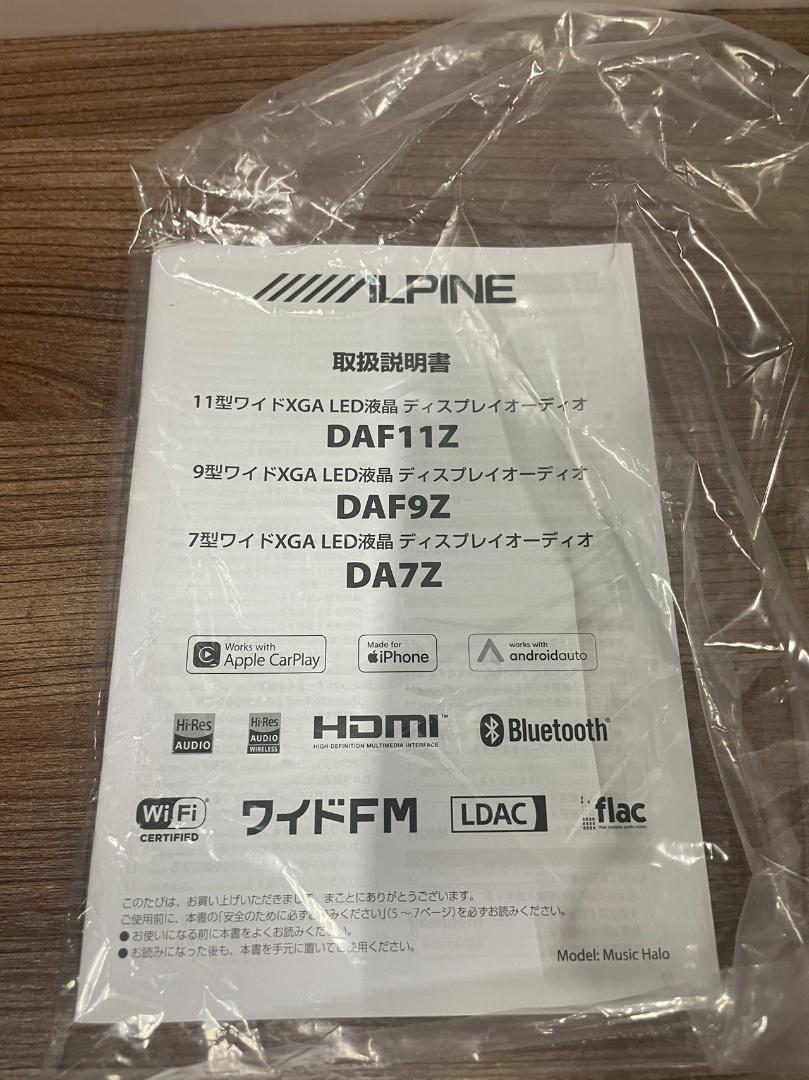 ALPINE
取扱説明書
11型ワイドXGA LED液晶 ディスプレイオーディオ
DAF11Z
9型ワイドXGA LED液晶 ディスプレイオーディオ
DAF9Z
7型ワイドXGA LED液晶 ディスプレイオーディオ
DA7Z
Works with Apple CarPlay
Made for iPhone
works with androidauto
Hi-Res AUDIO
Hi-Res AUDIO WIRELESS
HDMI™ HIGH-DEFINITION MULTIMEDIA INTERFACE
Bluetooth®
Wi Fi® CERTIFIED
ワイドFM
LDAC
flac
このたびは、お買い上げいただきまして、まことにありがとうございます。
ご使用前に、本書の「安全のために必ずお読みください」(5～7ページ)を必ずお読みください。
●お使いになる前に本書をよくお読みください。
●お読みになった後も、本書を手元に置いてご使用ください。
Model: Music Halo